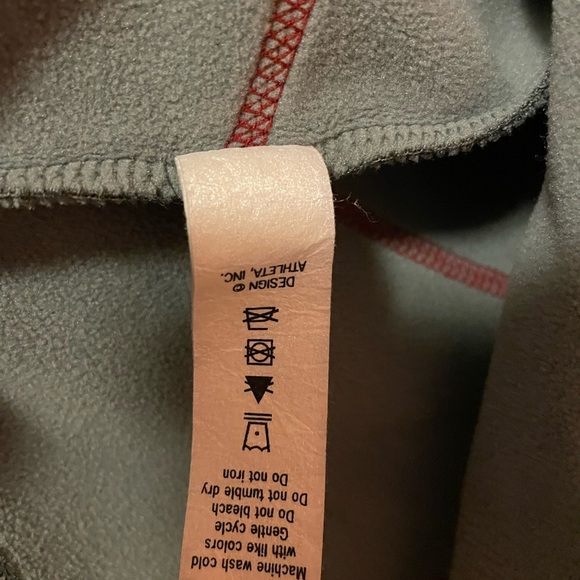 Machine wash cold
with like colors
Gentle cycle
Do not bleach
Do not tumble dry
Do not iron
DESIGN ©
ATHLETA, INC.